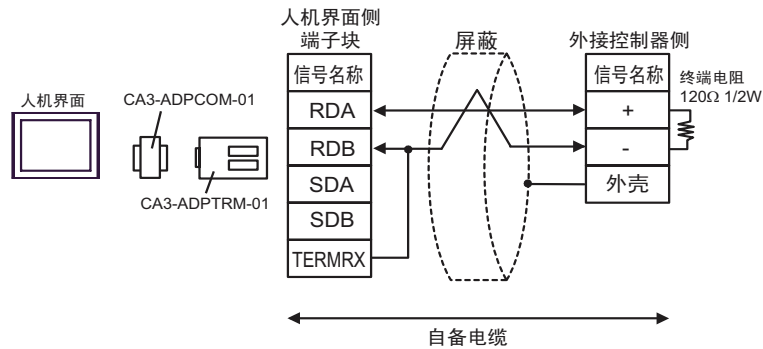 人机界面
CA3-ADPCOM-01
CA3-ADPTRM-01
人机界面侧
端子块
信号名称
RDA
RDB
SDA
SDB
TERMRX
屏蔽
外接控制器侧
信号名称
+
-
外壳
终端电阻
120Ω 1/2W
自备电缆